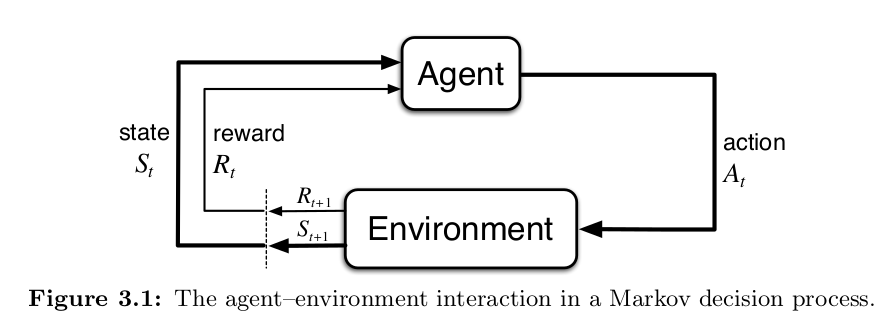 Agent
state
S_t
reward
R_t
action
A_t
R_{t+1}
S_{t+1}
Environment
Figure 3.1: The agent–environment interaction in a Markov decision process.